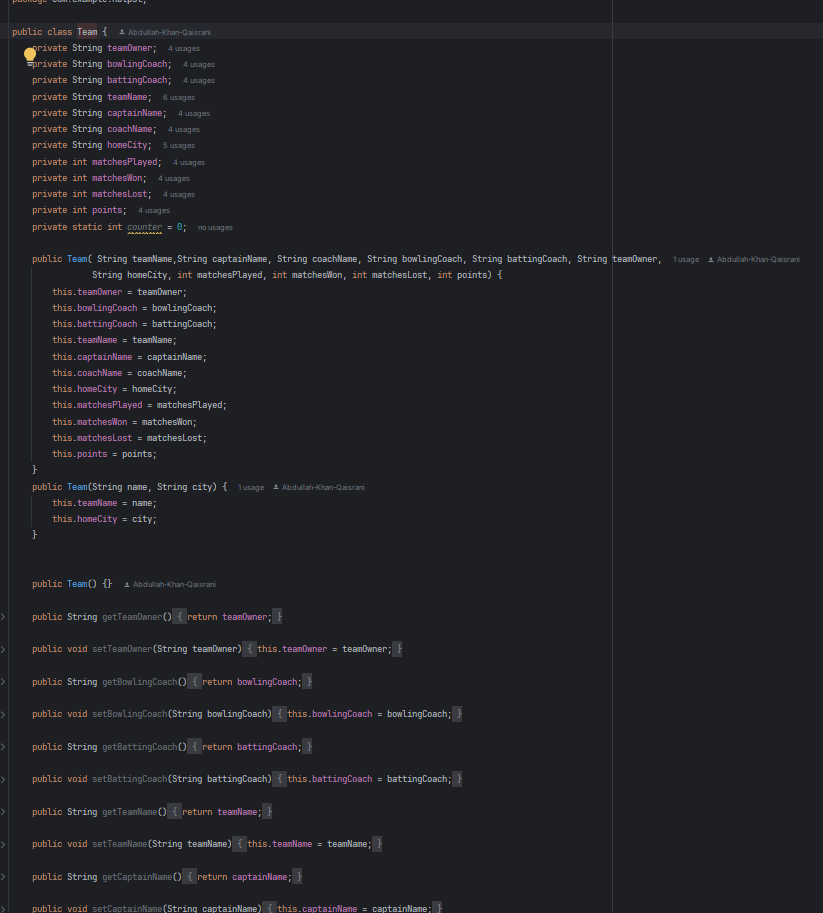 public class Team { Abdullah-Khan-Qaisrani
private String teamOwner; 4 usages
private String bowlingCoach; 4 usages
private String battingCoach; 4 usages
private String teamName; 6 usages
private String captainName; 4 usages
private String coachName; 4 usages
private String homeCity; 5 usages
private int matchesPlayed; 4 usages
private int matchesWon; 4 usages
private int matchesLost; 4 usages
private int points; 4 usages
private static int counter = 0; no usages
public Team( String teamName,String captainName, String coachName, String bowlingCoach, String battingCoach, String teamOwner, 1 usage Abdullah-Khan-Qaisrani
String homeCity, int matchesPlayed, int matchesWon, int matchesLost, int points) {
this.teamOwner = teamOwner;
this.bowlingCoach = bowlingCoach;
this.battingCoach = battingCoach;
this.teamName = teamName;
this.captainName = captainName;
this.coachName = coachName;
this.homeCity = homeCity;
this.matchesPlayed = matchesPlayed;
this.matchesWon = matchesWon;
this.matchesLost = matchesLost;
this.points = points;
}
public Team(String name, String city) { 1 usage Abdullah-Khan-Qaisrani
this.teamName = name;
this.homeCity = city;
}
public Team() {} Abdullah-Khan-Qaisrani
public String getTeamOwner() { return teamOwner; }
public void setTeamOwner(String teamOwner) { this.teamOwner = teamOwner; }
public String getBowlingCoach() { return bowlingCoach; }
public void setBowlingCoach(String bowlingCoach) { this.bowlingCoach = bowlingCoach; }
public String getBattingCoach() { return battingCoach; }
public void setBattingCoach(String battingCoach) { this.battingCoach = battingCoach; }
public String getTeamName() { return teamName; }
public void setTeamName(String teamName) { this.teamName = teamName; }
public String getCaptainName() { return captainName; }
public void setCaptainName(String captainName) { this.captainName = captainName; }